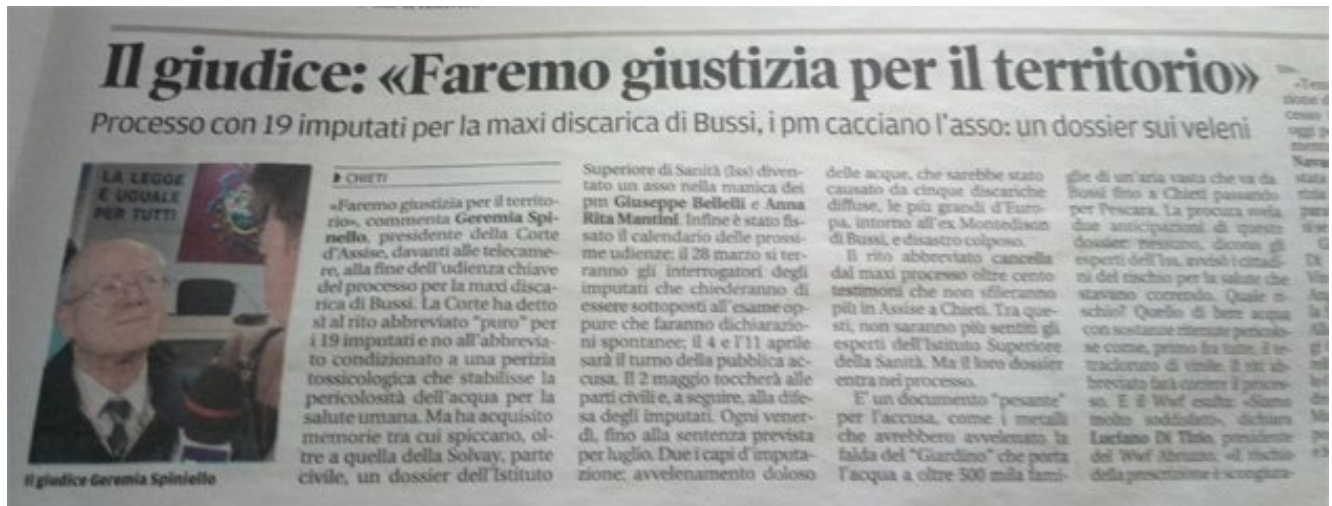 Il giudice: «Faremo giustizia per il territorio»
Processo con 19 imputati per la maxi discarica di Bussi, i pm cacciano l'asso: un dossier sui veleni
LA LEGGE
E UGUALE
PER TUTTI
Il giudice Geremia Spiniello
CHIETI
«Faremo giustizia per il territo-
rio», commenta Geremia Spi-
niello, presidente della Corte
d'Assise, davanti alle telecame-
re, alla fine dell'udienza chiave
del processo per la maxi disca-
rica di Bussi. La Corte ha detto
sì al rito abbreviato "puro" per
i 19 imputati e no all'abbrevia-
to condizionato a una perizia
tossicologica che stabilisse la
pericolosità dell'acqua per la
salute umana. Ma ha acquisito
memorie tra cui spiccano, ol-
tre a quella della Solvay, parte
civile, un dossier dell'Istituto
Superiore di Sanità (Iss) diven-
tato un asso nella manica dei
pm Giuseppe Bellelli e Anna
Rita Mantini. Infine è stato fis-
sato il calendario delle prossi-
me udienze: il 28 marzo si ter-
ranno gli interrogatori degli
imputati che chiederanno di
essere sottoposti all'esame op-
pure che faranno dichiarazio-
ni spontanee; il 4 e l'11 aprile
sarà il turno della pubblica ac-
cusa. Il 2 maggio toccherà alle
parti civili e, a seguire, alla dife-
sa degli imputati. Ogni vener-
dì, fino alla sentenza prevista
per luglio. Due i capi d'imputa-
zione: avvelenamento doloso
delle acque, che sarebbe stato
causato da cinque discariche
diffuse, le più grandi d'Euro-
pa, intorno all'ex Montedison
di Bussi, e disastro colposo.
Il rito abbreviato cancella
dal maxi processo oltre cento
testimoni che non sfileranno
più in Assise a Chieti. Tra que-
sti, non saranno più sentiti gli
esperti dell'Istituto Superiore
della Sanità. Ma il loro dossier
entra nel processo.
E' un documento "pesante"
per l'accusa, come i metalli
che avrebbero avvelenato la
falda del "Giardino" che porta
l'acqua a oltre 500 mila fami-
glie di un'aria vasta che va da
Bussi fino a Chieti passando
per Pescara. La procura svela
due anticipazioni di questo
dossier: nessuno, dicono gli
esperti dell'Iss, avvisò i cittadi-
ni del rischio per la salute che
stavano correndo. Quale ri-
schio? Quello di bere acqua
con sostanze ritenute pericolo-
se come, primo fra tutte, il te-
tracloruro di vinile. Il rito ab-
breviato farà correre il proces-
so. E il Wwf esulta: «Siamo
molto soddisfatti», dichiara
Luciano Di Tizio, presidente
del Wwf Abruzzo, «il rischio
della prescrizione è scongiura-